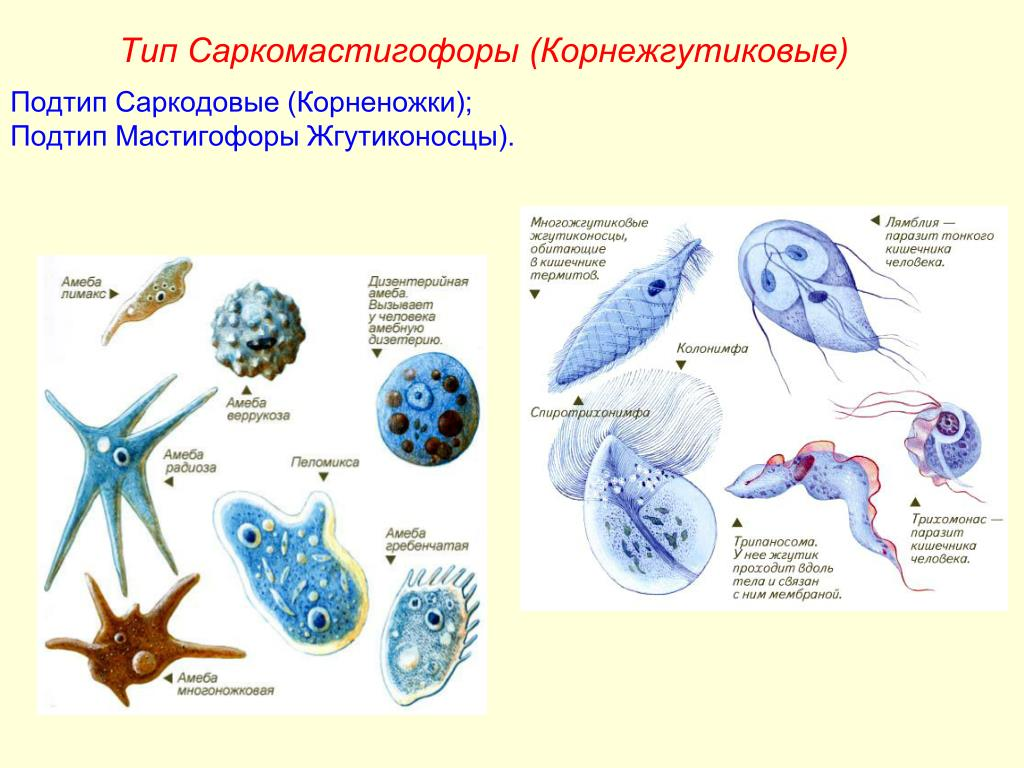 Тип Саркомастигофоры (Корнежгутиковые)
Подтип Саркодовые (Корненожки);
Подтип Мастигофоры Жгутиконосцы).
Амеба
лимакс
Амеба
веррукоза
Дизентерийная
амеба.
Вызывает
у человека
амебную
дизетерию.
Амеба
радиоза
Пеломикса
Амеба
гребенчатая
Амеба
многоножковая
Многожгутиковые
жгутиконосцы,
обитающие
в кишечнике
термитов.
Лямблия —
паразит тонкого
кишечника
человека.
Колонимфа
Спиротрихонимфа
Трипаносома.
У нее жгутик
проходит вдоль
тела и связан
с ним мембраной.
Трихомонас —
паразит
кишечника
человека.